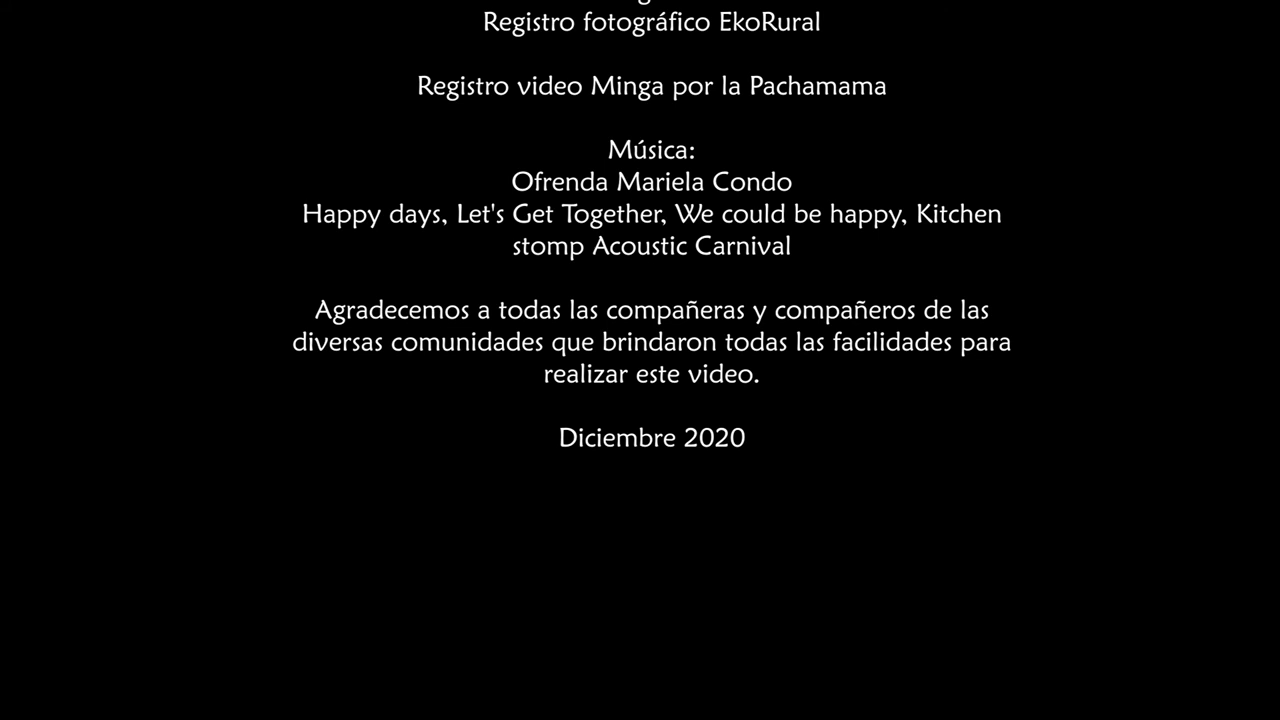 Registro fotográfico EkoRural
Registro video Minga por la Pachamama
Música:
Ofrenda Mariela Condo
Happy days, Let's Get Together, We could be happy, Kitchen
stomp Acoustic Carnival
Agradecemos a todas las compañeras y compañeros de las
diversas comunidades que brindaron todas las facilidades para
realizar este video.
Diciembre 2020